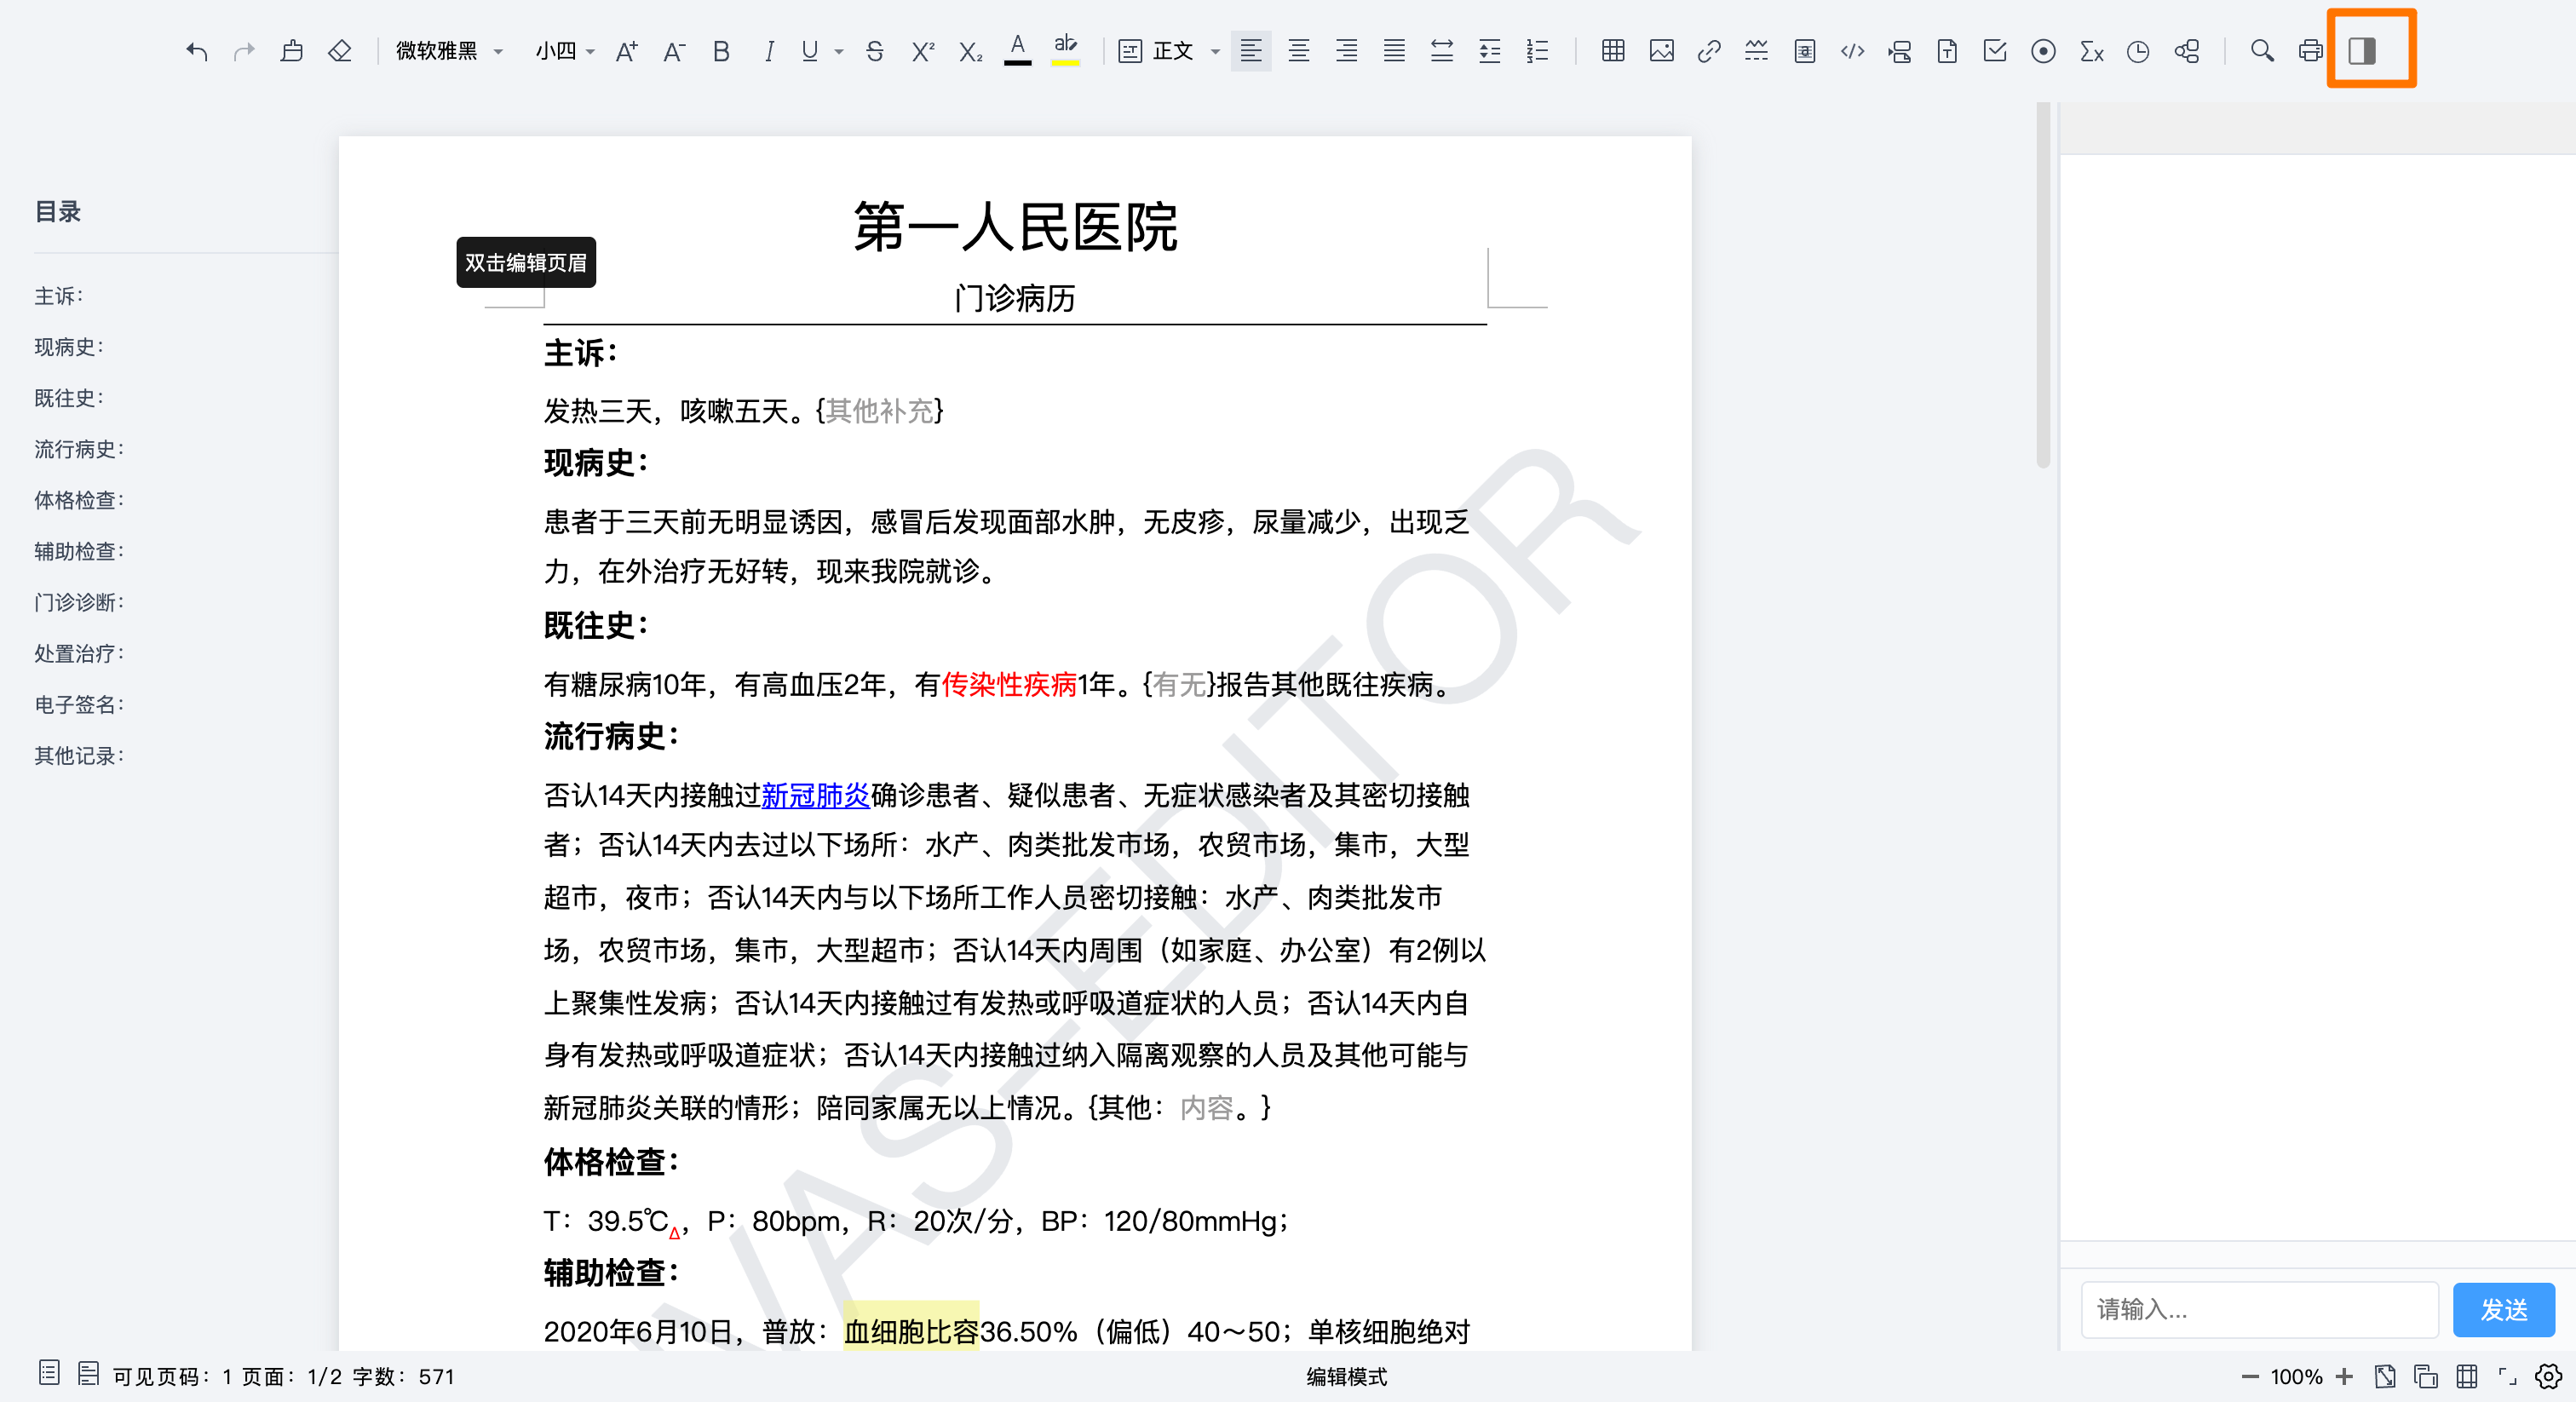 微软雅黑 小四 A+ A- B I U S X² X₂ A ab 正文
目录
主诉：
现病史：
既往史：
流行病史：
体格检查：
辅助检查：
门诊诊断：
处置治疗：
电子签名：
其他记录：
第一人民医院
双击编辑页眉
门诊病历
主诉：
发热三天，咳嗽五天。{其他补充}
现病史：
患者于三天前无明显诱因，感冒后发现面部水肿，无皮疹，尿量减少，出现乏
力，在外治疗无好转，现来我院就诊。
既往史：
有糖尿病10年，有高血压2年，有传染性疾病1年。{有无}报告其他既往疾病。
流行病史：
否认14天内接触过新冠肺炎确诊患者、疑似患者、无症状感染者及其密切接触
者；否认14天内去过以下场所：水产、肉类批发市场，农贸市场，集市，大型
超市，夜市；否认14天内与以下场所工作人员密切接触：水产、肉类批发市
场，农贸市场，集市，大型超市；否认14天内周围（如家庭、办公室）有2例以
上聚集性发病；否认14天内接触过有发热或呼吸道症状的人员；否认14天内自
身有发热或呼吸道症状；否认14天内接触过纳入隔离观察的人员及其他可能与
新冠肺炎关联的情形；陪同家属无以上情况。{其他：内容。}
体格检查：
T：39.5℃Δ，P：80bpm，R：20次/分，BP：120/80mmHg；
辅助检查：
2020年6月10日，普放：血细胞比容36.50%（偏低）40～50；单核细胞绝对
VAS-EDITOR
请输入...
发送
可见页码：1 页面：1/2 字数：571
编辑模式
100%